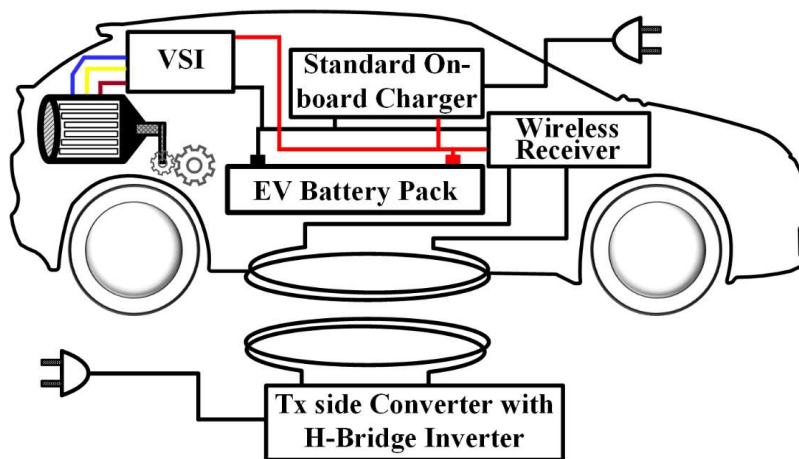 VSI
Standard On-
board Charger
Wireless
Receiver
EV Battery Pack
Tx side Converter with
H-Bridge Inverter